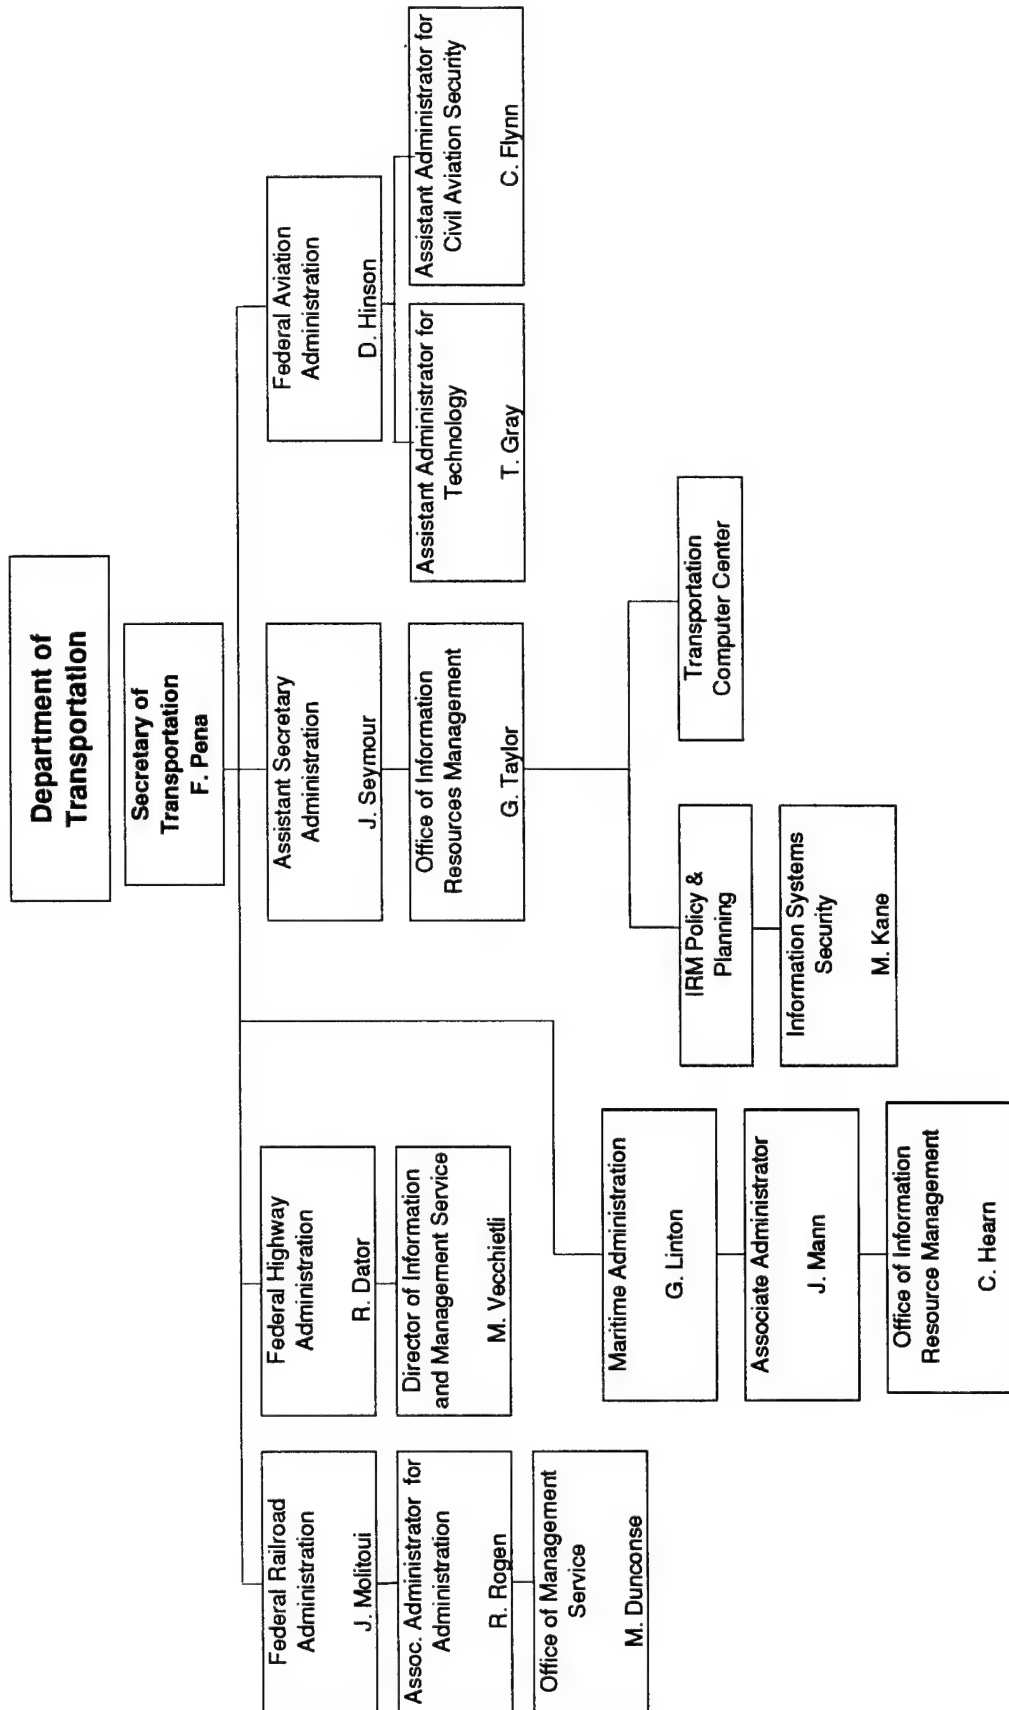 Department of
Transportation
Secretary of
Transportation
F. Pena
Federal Railroad
Administration
J. Molitoui
Assoc. Administrator for
Administration
R. Rogen
Office of Management
Service
M. Dunconse
Federal Highway
Administration
R. Dator
Director of Information
and Management Service
M. Vecchietli
Maritime Administration
G. Linton
Associate Administrator
J. Mann
Office of Information
Resource Management
C. Hearn
Assistant Secretary
Administration
J. Seymour
Office of Information
Resources Management
G. Taylor
IRM Policy &
Planning
Information Systems
Security
M. Kane
Transportation
Computer Center
Federal Aviation
Administration
D. Hinson
Assistant Administrator for
Technology
T. Gray
Assistant Administrator for
Civil Aviation Security
C. Flynn